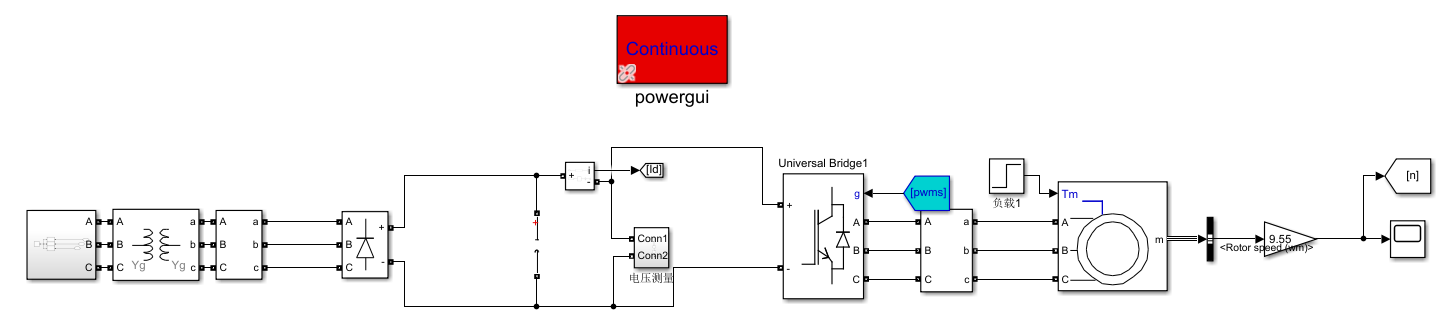 Continuous
powergui
Universal Bridge1
i
+
-
[Id]
g
[pwms]
负载1
Tm
[n]
A
B
C
A
B
C
Yg
Yg
a
b
c
A
B
C
a
b
c
A
B
C
+
-
+
Conn1
Conn2
电压测量
+
-
A
B
C
A
B
C
a
b
c
A
B
C
m
<Rotor speed (wm)>
9.55